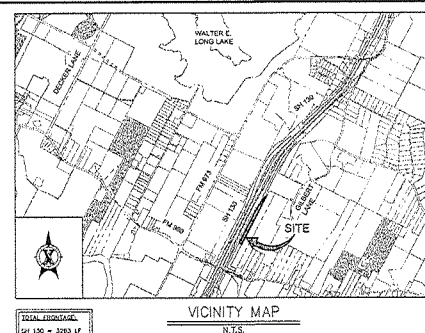 WALTER E.
LONG LAKE
DECKER LANE
SH 130
FM 973
GILBERT
LANE
SH 130
FM 969
SITE
VICINITY MAP
N.T.S.
TOTAL FRONTAGE:
SH 130 = 3283 LF